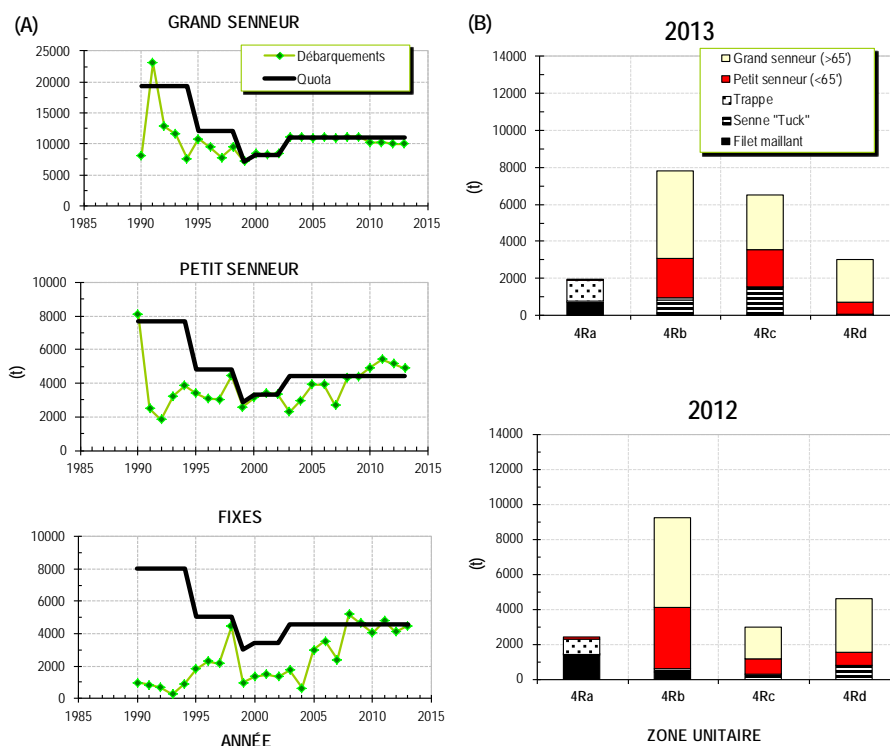 (A)
GRAND SENNEUR
25000
20000
15000
10000
5000
0
1985 1990 1995 2000 2005 2010 2015
Débarquements
Quota
PETIT SENNEUR
(t)
10000
8000
6000
4000
2000
0
1985 1990 1995 2000 2005 2010 2015
FIXES
10000
8000
6000
4000
2000
0
1985 1990 1995 2000 2005 2010 2015
ANNÉE
(B)
2013
(t)
14000
12000
10000
8000
6000
4000
2000
0
Grand senneur (>65')
Petit senneur (<65')
Trappe
Senne "Tuck"
Filet maillant
4Ra 4Rb 4Rc 4Rd
2012
(t)
14000
12000
10000
8000
6000
4000
2000
0
4Ra 4Rb 4Rc 4Rd
ZONE UNITAIRE